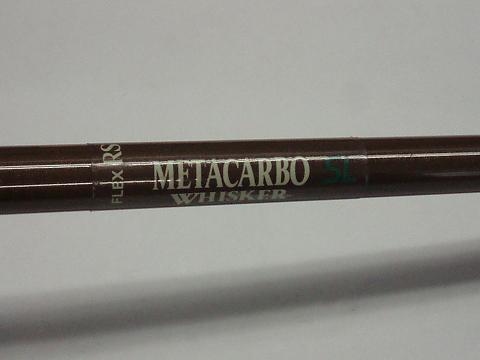 FLEX RS
METACARBO SL
WHISKER